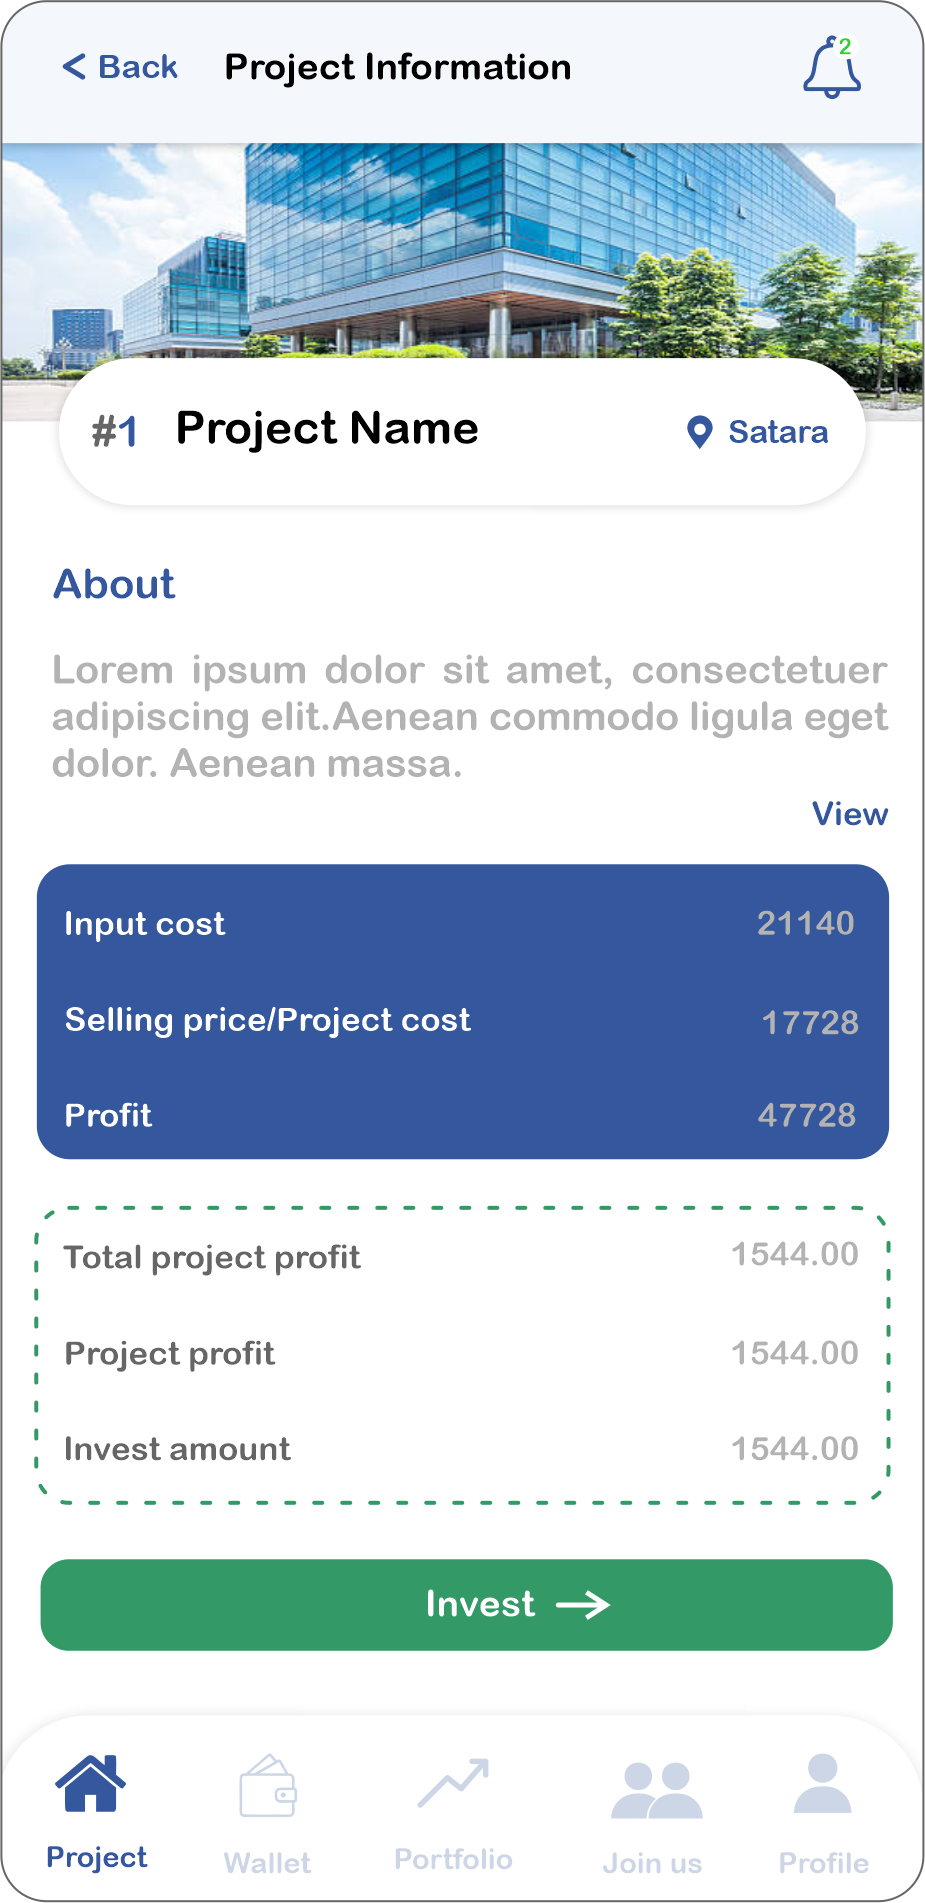 < Back Project Information 2
#1 Project Name Satara
About
Lorem ipsum dolor sit amet, consectetuer
adipiscing elit.Aenean commodo ligula eget
dolor. Aenean massa.
View
Input cost 21140
Selling price/Project cost 17728
Profit 47728
Total project profit 1544.00
Project profit 1544.00
Invest amount 1544.00
Invest →
Project Wallet Portfolio Join us Profile